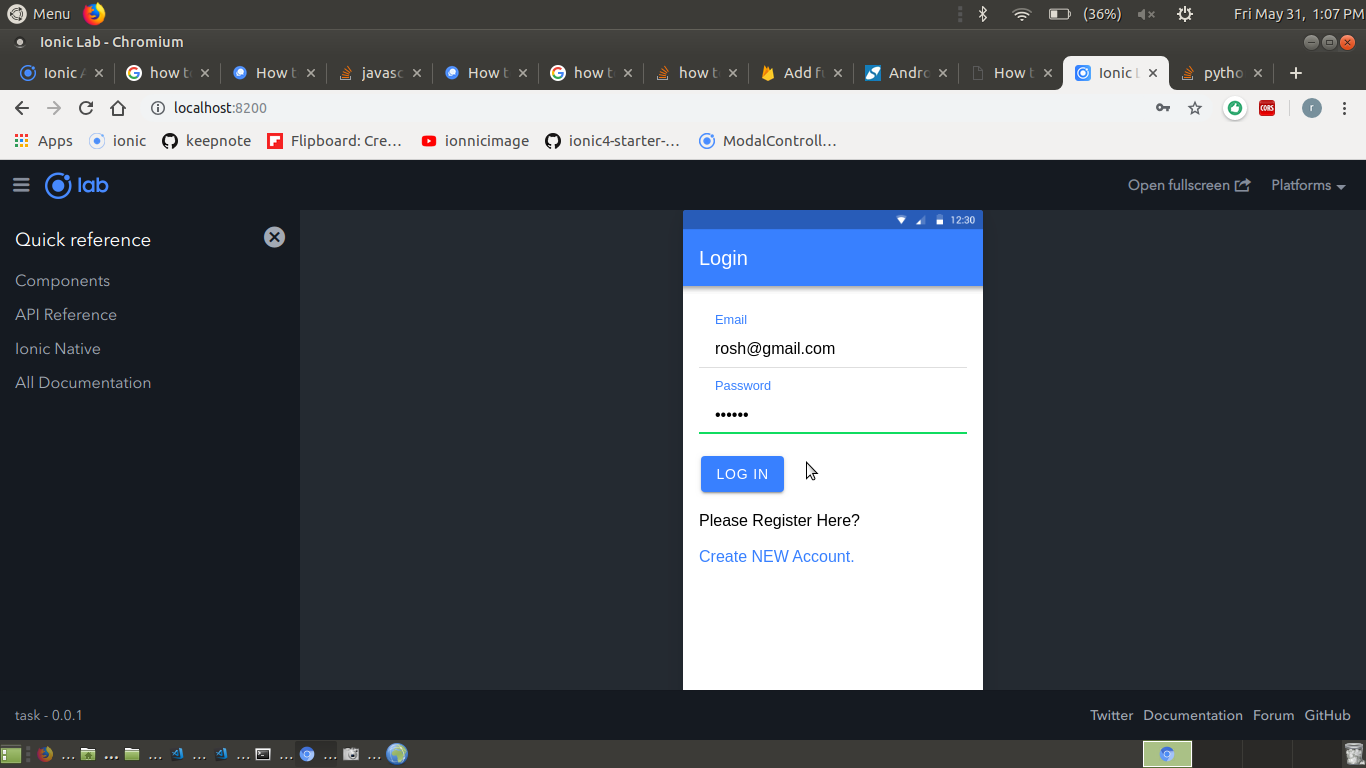 Menu
(36%)
Fri May 31, 1:07 PM
Ionic Lab - Chromium
Ionic
how t
How t
javasc
How t
how t
how t
Add f
Andro
How t
Ionic L
pytho
localhost:8200
CORS
r
Apps
ionic
keepnote
Flipboard: Cre...
ionnicimage
ionic4-starter-...
ModalControll...
lab
Open fullscreen
Platforms
Quick reference
Components
API Reference
Ionic Native
All Documentation
12:30
Login
Email
rosh@gmail.com
Password
••••••
LOG IN
Please Register Here?
Create NEW Account.
task - 0.0.1
Twitter Documentation Forum GitHub
... ... ... ... ... ... ... ...